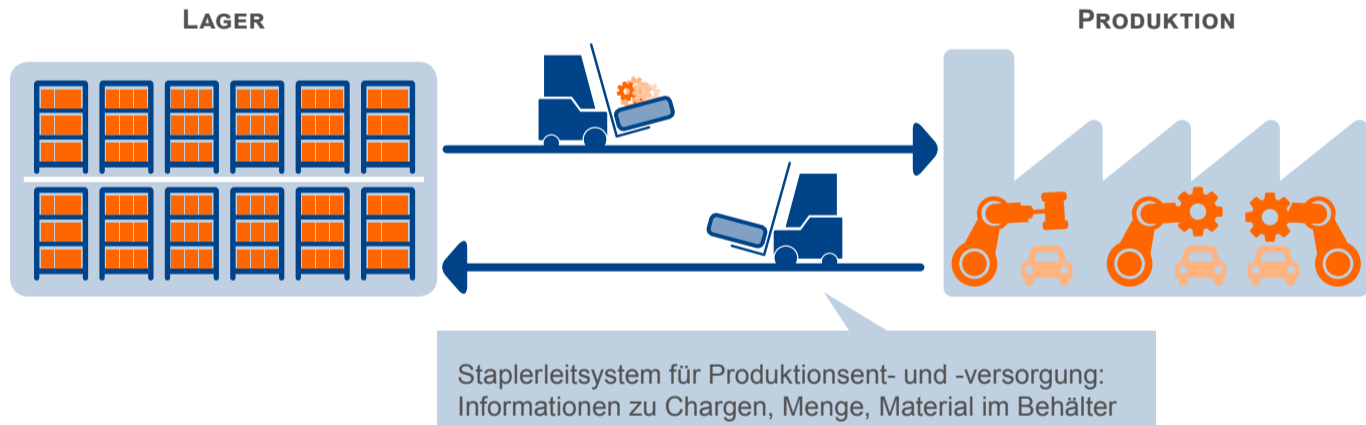 LAGER
PRODUKTION
Staplerleitsystem für Produktionsent- und -versorgung:
Informationen zu Chargen, Menge, Material im Behälter